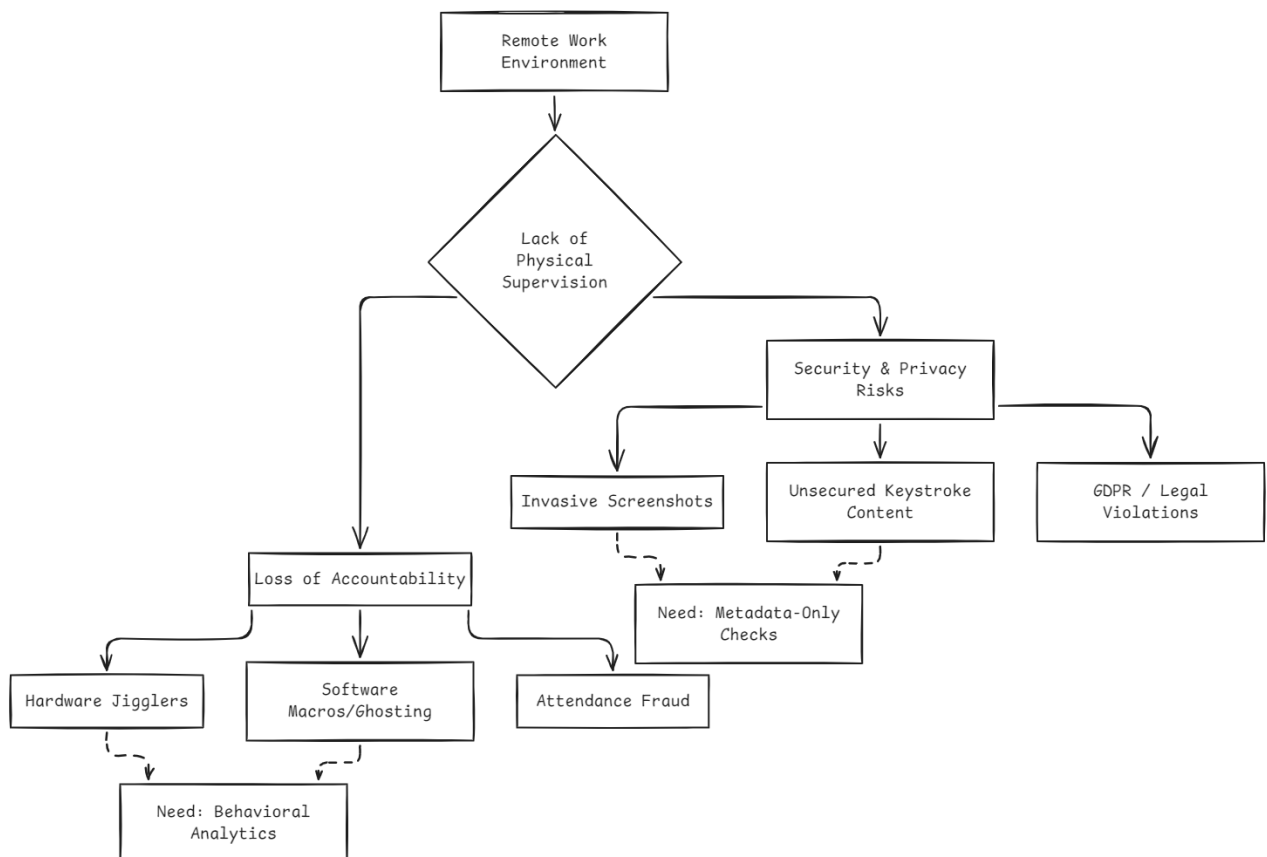 Remote Work
Environment
Lack of
Physical
Supervision
Security & Privacy
Risks
Invasive Screenshots
Unsecured Keystroke
Content
GDPR / Legal
Violations
Loss of Accountability
Need: Metadata-Only
Checks
Hardware Jigglers
Software
Macros/Ghosting
Attendance Fraud
Need: Behavioral
Analytics